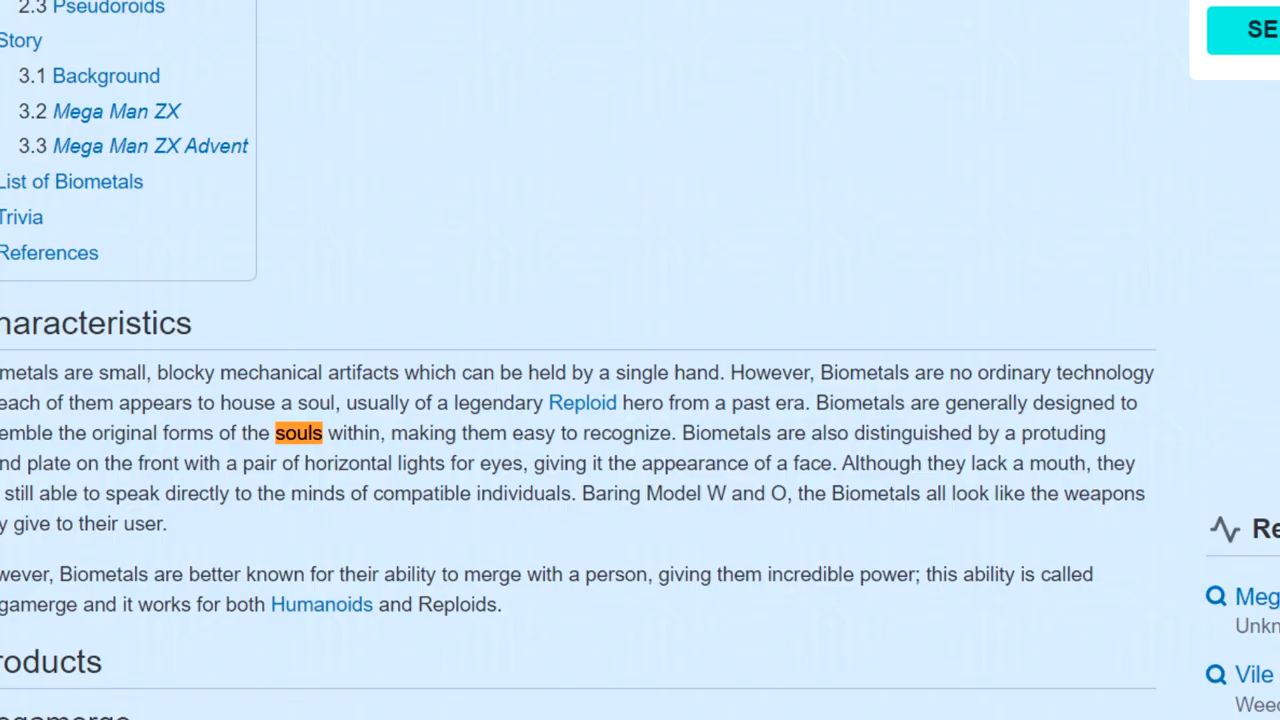 2.3 Pseudoroids
Story
3.1 Background
3.2 Mega Man ZX
3.3 Mega Man ZX Advent
List of Biometals
Trivia
References
SE
haracteristics
metals are small, blocky mechanical artifacts which can be held by a single hand. However, Biometals are no ordinary technology
each of them appears to house a soul, usually of a legendary Reploid hero from a past era. Biometals are generally designed to
emble the original forms of the souls within, making them easy to recognize. Biometals are also distinguished by a protuding
nd plate on the front with a pair of horizontal lights for eyes, giving it the appearance of a face. Although they lack a mouth, they
still able to speak directly to the minds of compatible individuals. Baring Model W and O, the Biometals all look like the weapons
y give to their user.
wever, Biometals are better known for their ability to merge with a person, giving them incredible power; this ability is called
gamerge and it works for both Humanoids and Reploids.
roducts
egamerge
Re
Meg
Unkn
Vile
Weed